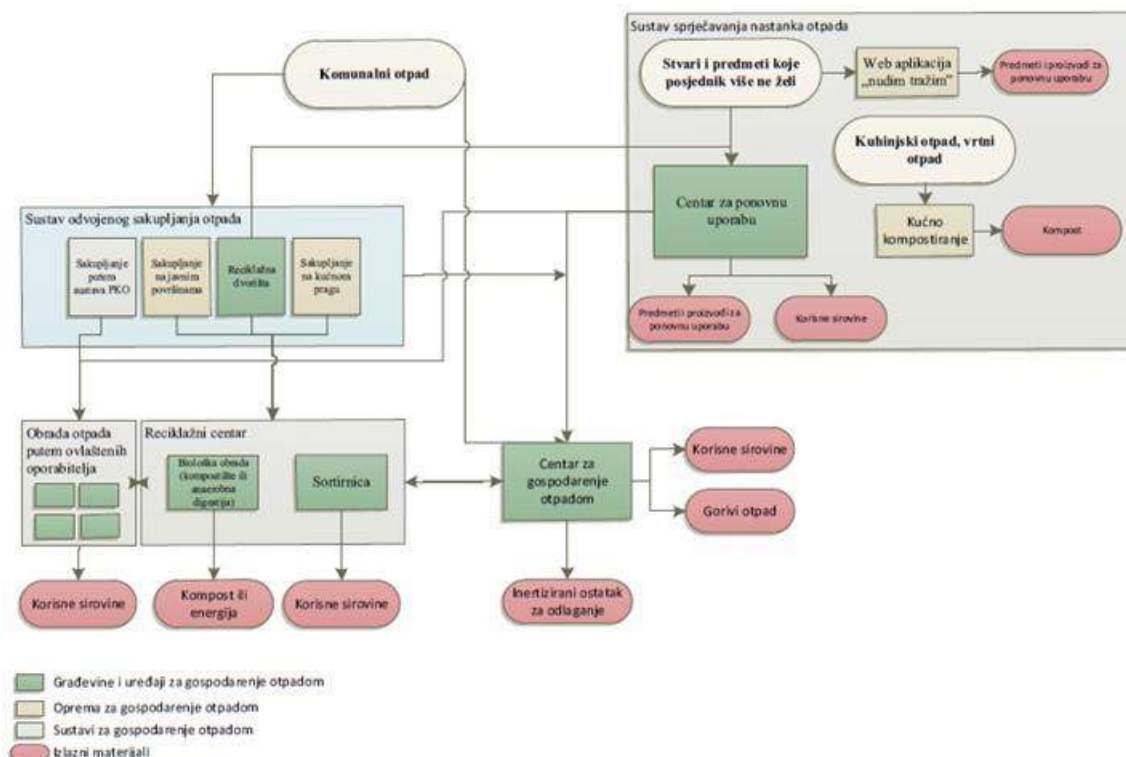 Sustav sprječavanja nastanka otpada
Komunalni otpad
Stvari i predmeti koje
posjednik više ne želi
Web aplikacija
„nudim tražim”
Predmeti i proizvodi za
ponovnu uporabu
Kuhinjski otpad, vrtni
otpad
Centar za ponovnu
uporabu
Kućno
kompostiranje
Kompost
Predmeti i proizvodi za
ponovnu uporabu
Korisne sirovine
Sustav odvojenog sakupljanja otpada
Sakupljanje
putem
sustava PKO
Sakupljanje
na javnim
površinama
Reciklažna
dvorišta
Sakupljanje
na kućnom
pragu
Obrada otpada
putem ovlaštenih
oporabitelja
Reciklažni centar
Biološka obrada
(kompostište ili
anaerobna
digestija)
Sortirnica
Centar za
gospodarenje
otpadom
Korisne sirovine
Gorivi otpad
Korisne sirovine
Kompost ili
energija
Korisne sirovine
Inertizirani ostatak
za odlaganje
Građevine i uređaji za gospodarenje otpadom
Oprema za gospodarenje otpadom
Sustavi za gospodarenje otpadom
Izlazni materijali